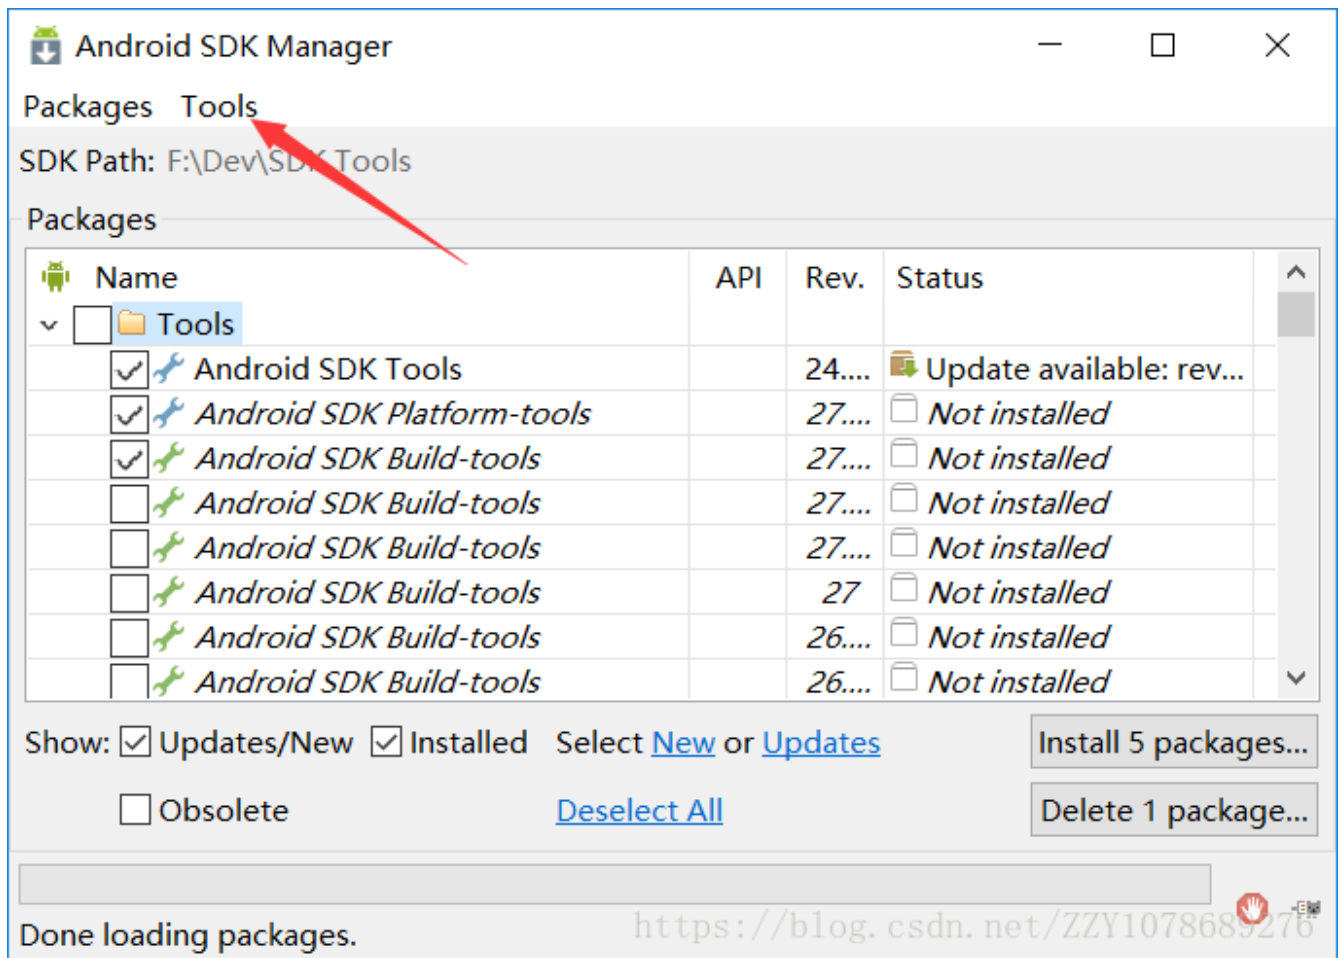 Android SDK Manager
Packages Tools
SDK Path: F:\Dev\SDK Tools
Packages
Name API Rev. Status
Tools
Android SDK Tools 24.... Update available: rev...
Android SDK Platform-tools 27.... Not installed
Android SDK Build-tools 27.... Not installed
Android SDK Build-tools 27.... Not installed
Android SDK Build-tools 27.... Not installed
Android SDK Build-tools 27 Not installed
Android SDK Build-tools 26.... Not installed
Android SDK Build-tools 26.... Not installed
Show: Updates/New Installed Select New or Updates Install 5 packages...
Obsolete Deselect All Delete 1 package...
Done loading packages.
https://blog.csdn.net/ZZY1078689276